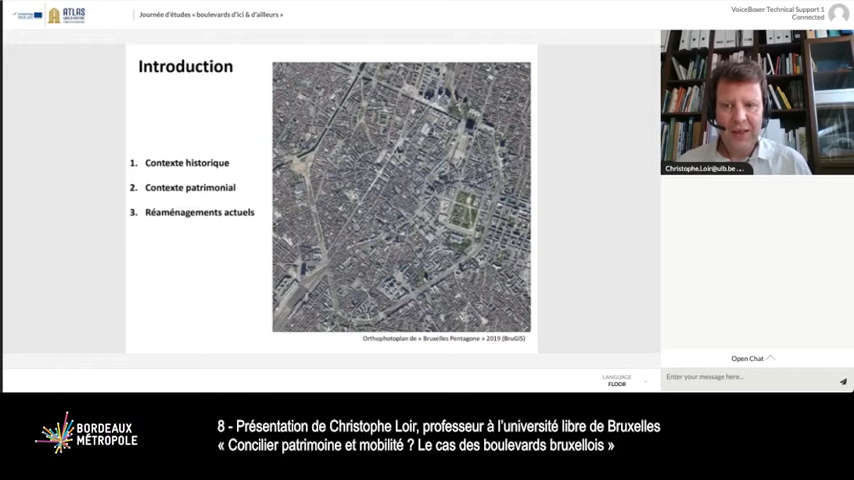 ATLAS
Journée d'études « boulevards d'ici & d'ailleurs »
VoiceBoxer Technical Support 1
Connected
Introduction
1. Contexte historique
2. Contexte patrimonial
3. Réaménagements actuels
Orthophotoplan de « Bruxelles Pentagone » 2019 (BruGIS)
Christophe.Loir@ulb.be ...
LANGUAGE
FLOOR
Open Chat
Enter your message here...
BORDEAUX
MÉTROPOLE
8 - Présentation de Christophe Loir, professeur à l'université libre de Bruxelles
« Concilier patrimoine et mobilité ? Le cas des boulevards bruxellois »